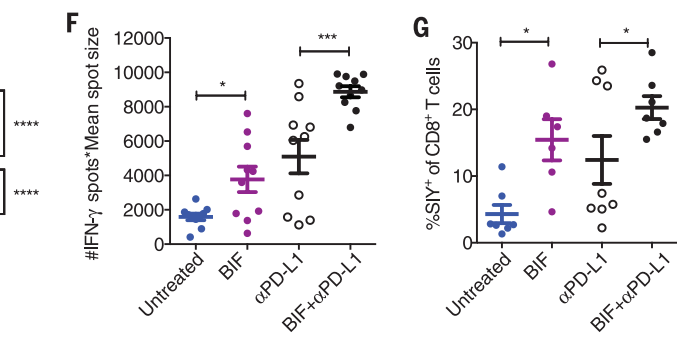 ****
****
F
#IFN-γ spots*Mean spot size
12000
10000
8000
6000
4000
2000
0
*
***
Untreated
BIF
αPD-L1
BIF+αPD-L1
G
%SIY⁺ of CD8⁺ T cells
30
20
10
0
*
*
Untreated
BIF
αPD-L1
BIF+αPD-L1